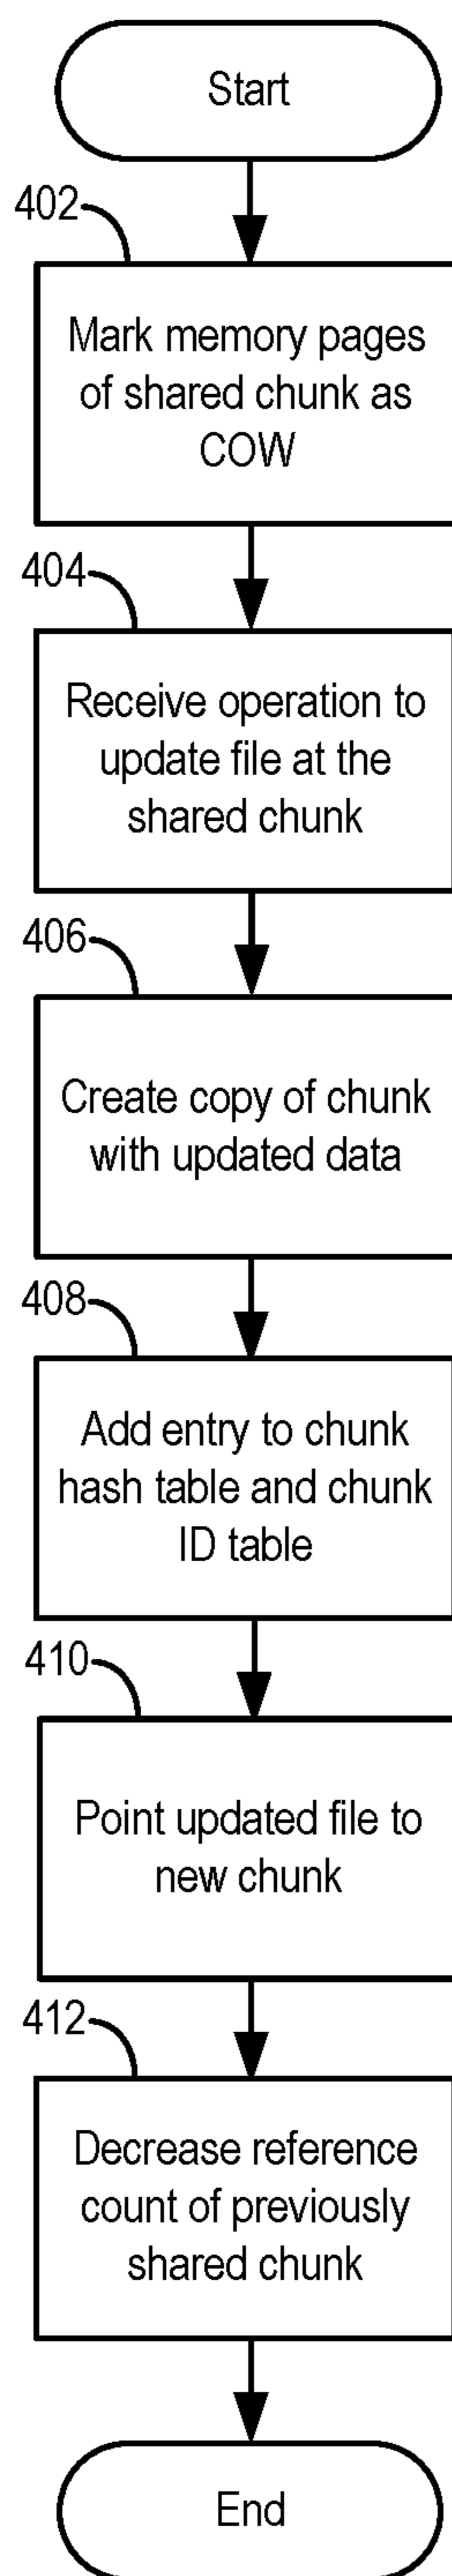 Start
402
Mark memory pages
of shared chunk as
COW
404
Receive operation to
update file at the
shared chunk
406
Create copy of chunk
with updated data
408
Add entry to chunk
hash table and chunk
ID table
410
Point updated file to
new chunk
412
Decrease reference
count of previously
shared chunk
End